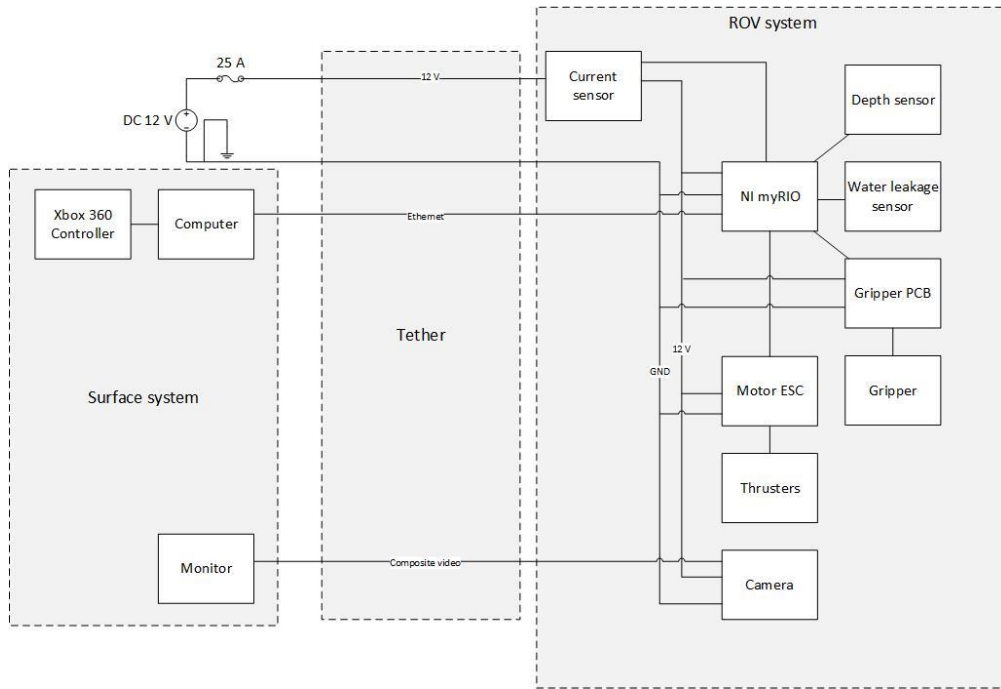 ROV system
25 A
12 V
Current
sensor
Depth sensor
DC 12 V
NI myRIO
Water leakage
sensor
Xbox 360
Controller
Computer
Ethernet
Gripper PCB
Tether
12 V
GND
Motor ESC
Gripper
Surface system
Thrusters
Monitor
Composite video
Camera